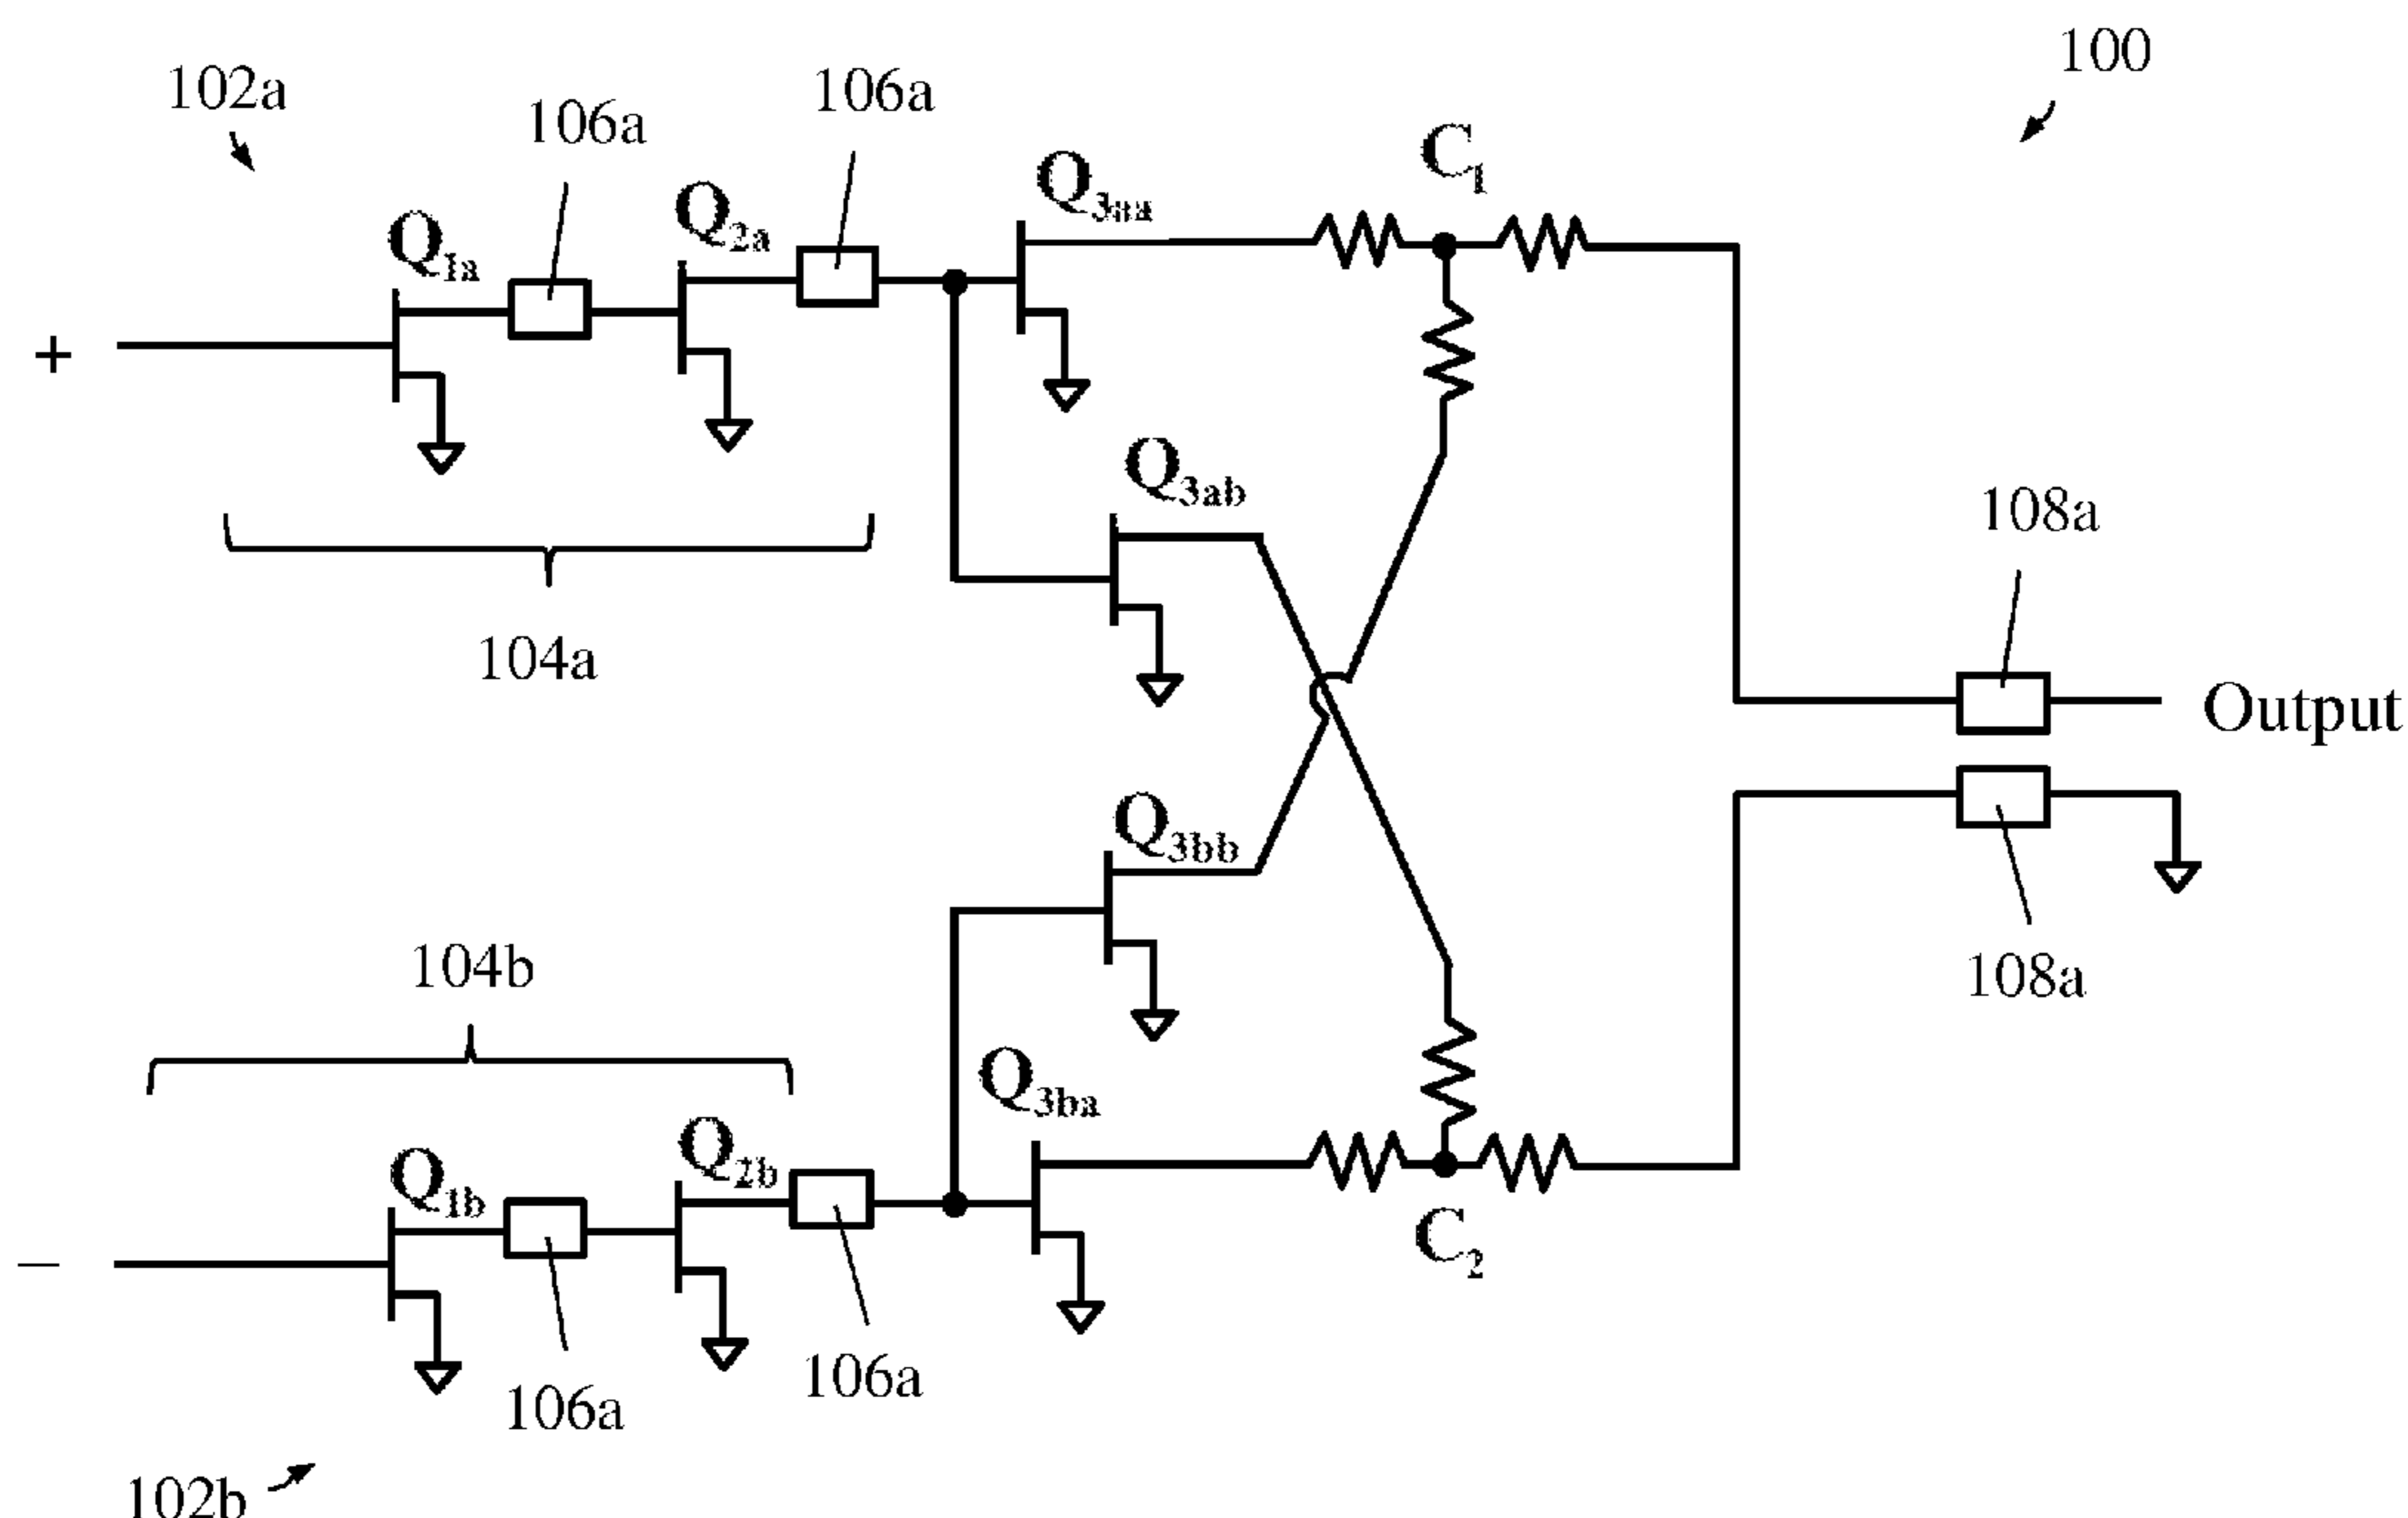 100
102a
106a
106a
C1
Q3aa
Q2a
Q1a
+
Q3ab
108a
104a
Output
Q3bb
104b
108a
Q3ba
Q2b
Q1b
C2
−
106a
106a
102b